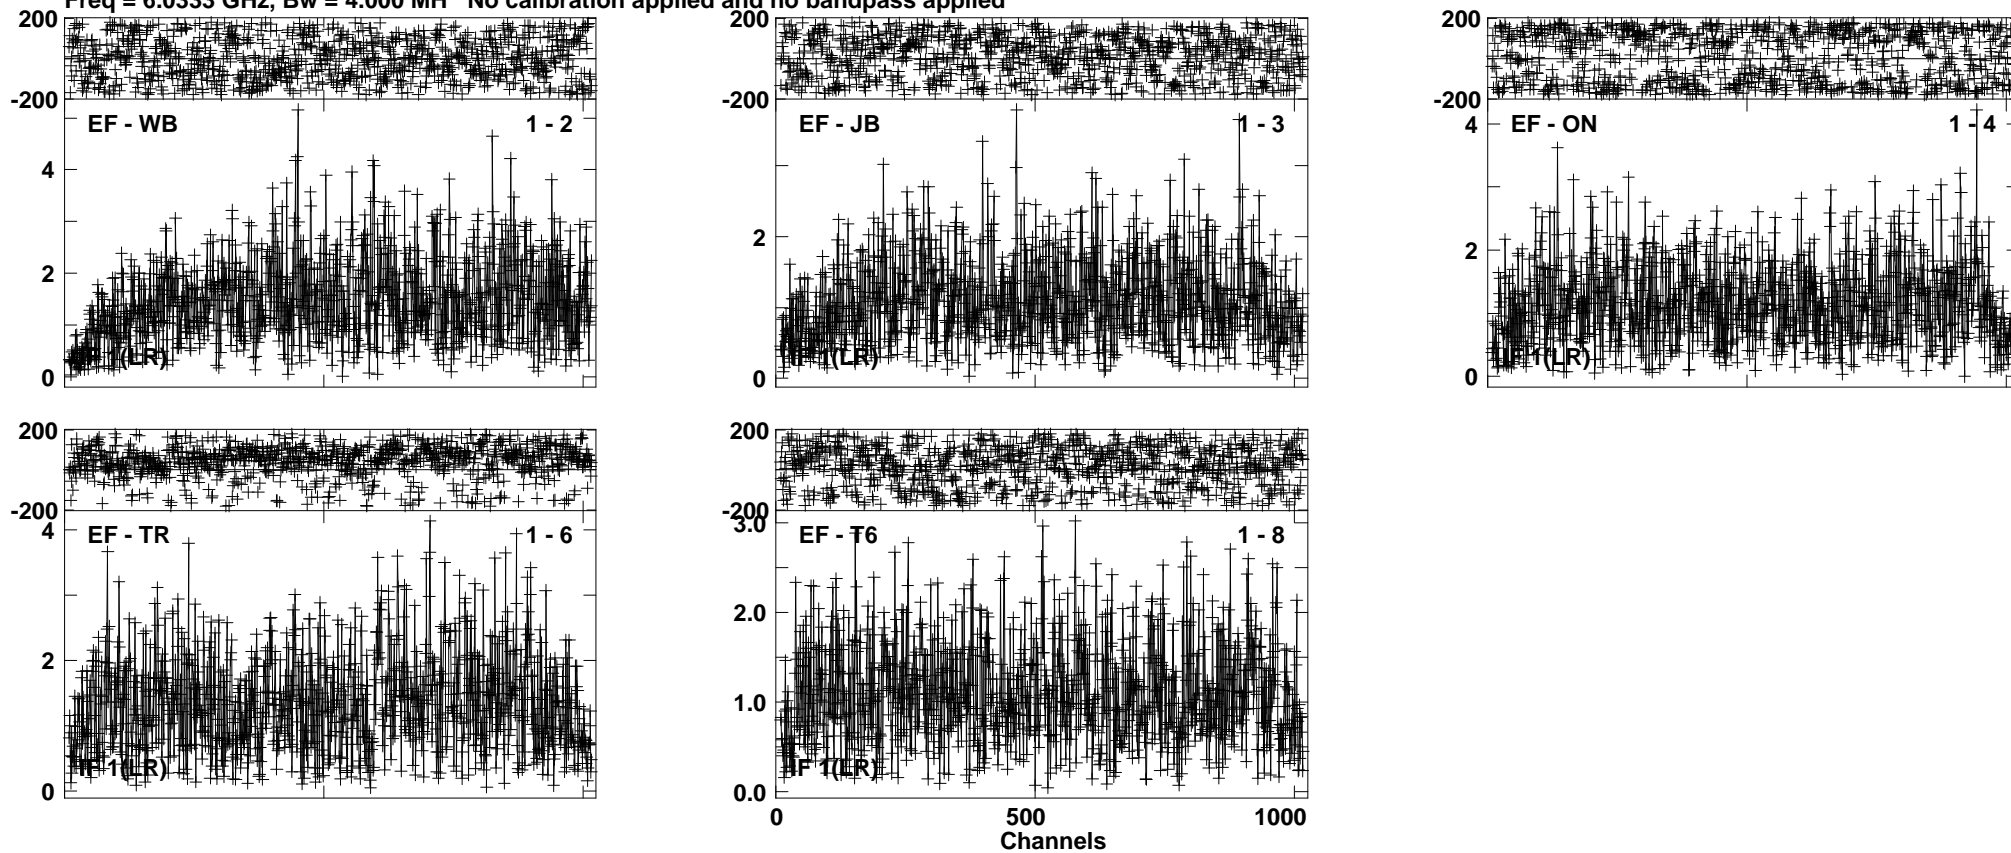 Freq = 6.0333 GHz, Bw = 4.000 MH No calibration applied and no bandpass applied
200
-200
EF - WB 1 - 2
4
2
0
IF 1(LR)
200
-200
EF - JB 1 - 3
2
0
IF 1(LR)
200
-200
EF - ON 1 - 4
4
2
0
IF 1(LR)
200
-200
EF - TR 1 - 6
4
2
0
IF 1(LR)
200
-200
EF - T6 1 - 8
3.0
2.0
1.0
0.0
IF 1(LR)
0 500 1000
Channels